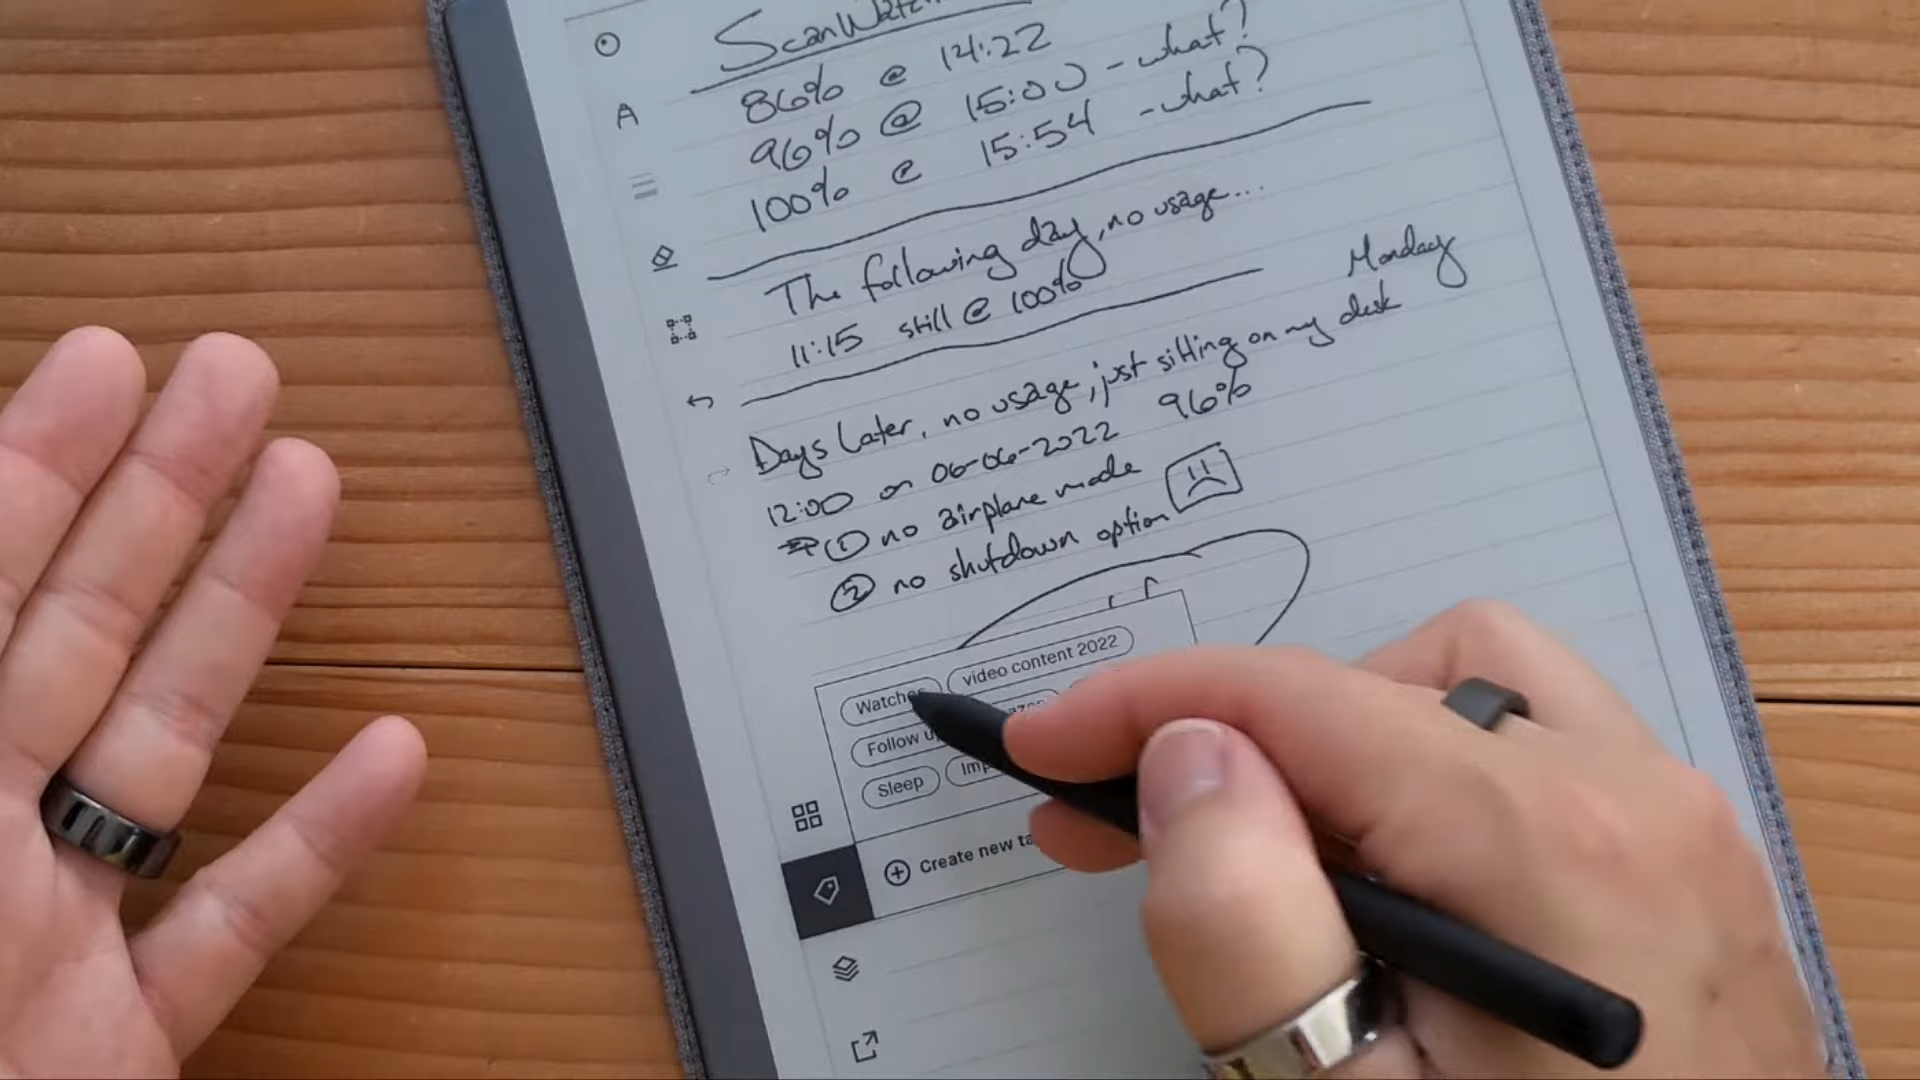 ScanWatch
86% @ 14:22
96% @ 15:00 - what?
100% @ 15:54 - what?
The following day, no usage...
11:15 still @ 100%
Monday
Days Later, no usage, just sitting on my desk
12:00 on 06-06-2022 96%
① no airplane mode
② no shutdown option
Watches
video content 2022
Follow
Sleep
Create new
A